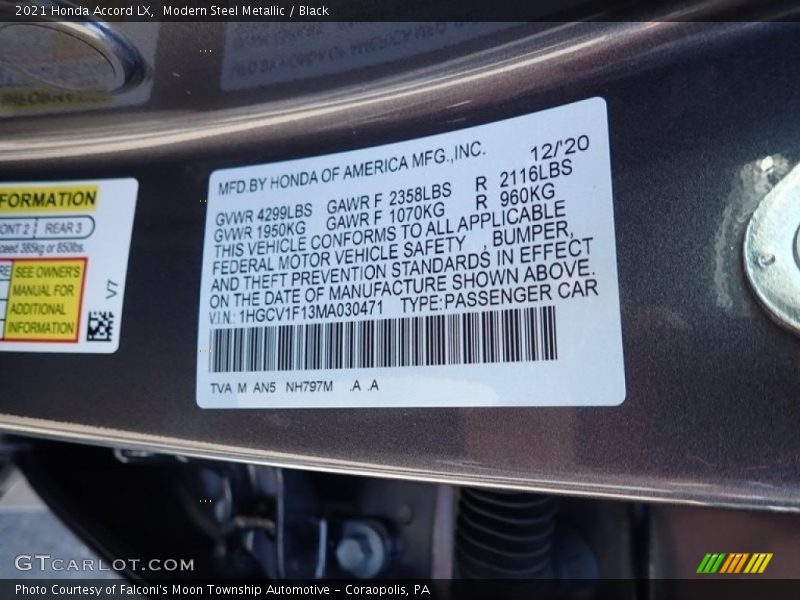 2021 Honda Accord LX, Modern Steel Metallic / Black
MFD.BY HONDA OF AMERICA MFG.,INC. 12/'20
GVWR 4299LBS GAWR F 2358LBS R 2116LBS
GVWR 1950KG GAWR F 1070KG R 960KG
THIS VEHICLE CONFORMS TO ALL APPLICABLE
FEDERAL MOTOR VEHICLE SAFETY , BUMPER,
AND THEFT PREVENTION STANDARDS IN EFFECT
ON THE DATE OF MANUFACTURE SHOWN ABOVE.
V.I.N.: 1HGCV1F13MA030471 TYPE:PASSENGER CAR
TVA M AN5 NH797M .A .A
FORMATION
ONT 2 REAR 3
ceed 385kg or 850lbs.
RE SEE OWNER'S
MANUAL FOR
ADDITIONAL
INFORMATION
V7
GTCARLOT.COM
Photo Courtesy of Falconi's Moon Township Automotive - Coraopolis, PA